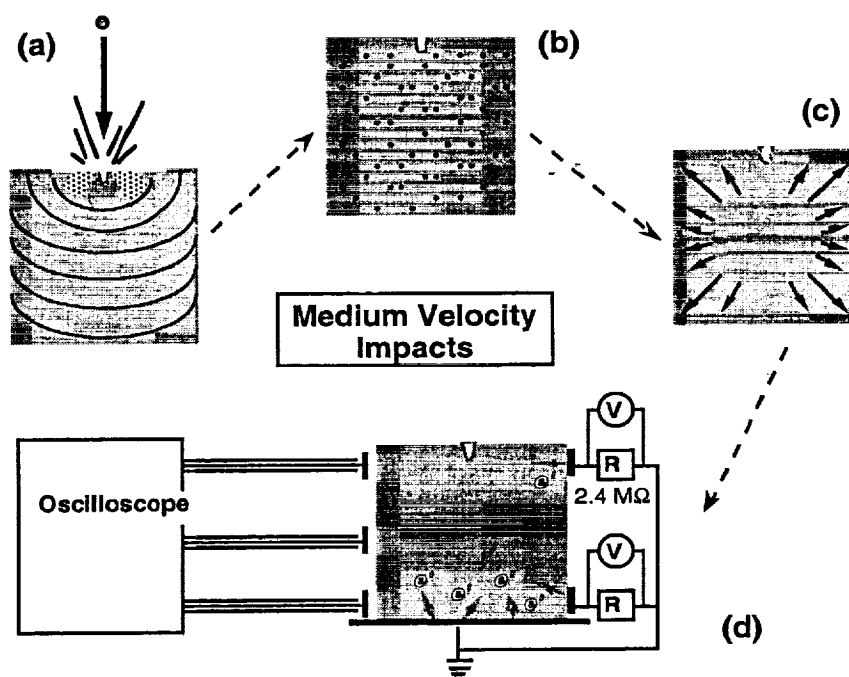 (a)
(b)
(c)
Medium Velocity
Impacts
V
R
2.4 MΩ
Oscilloscope
V
R
(d)